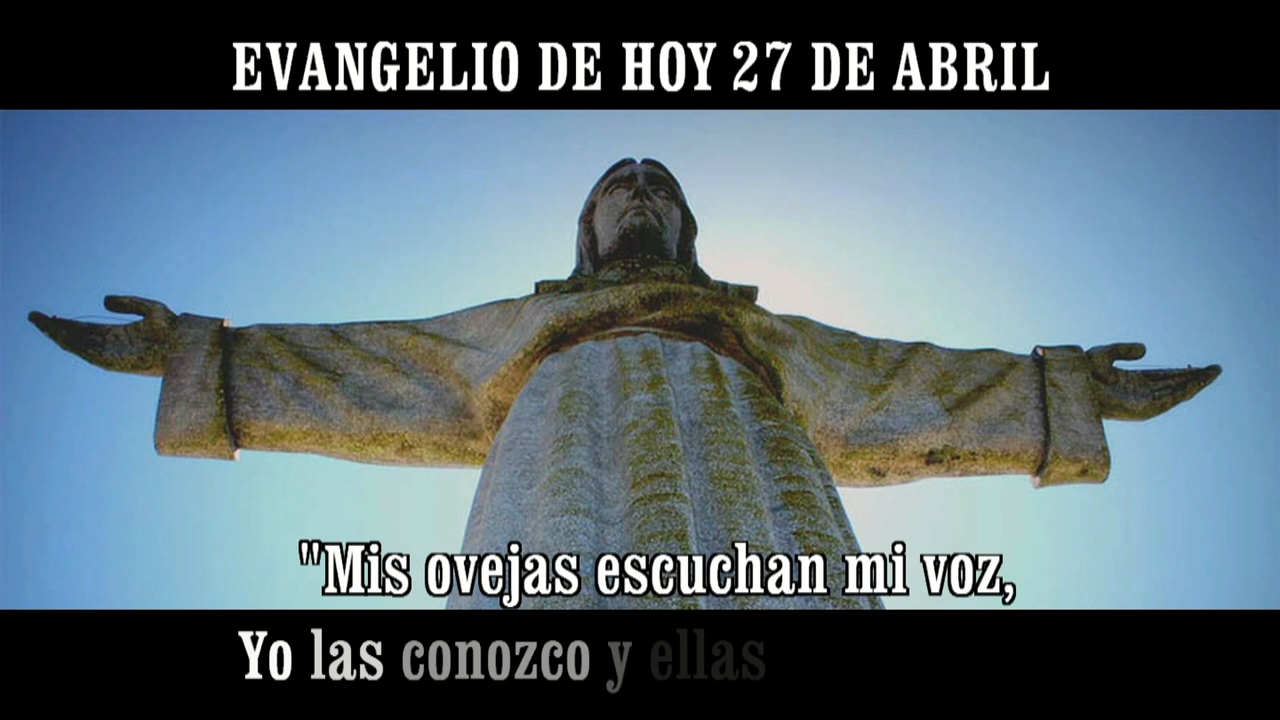 EVANGELIO DE HOY 27 DE ABRIL
"Mis ovejas escuchan mi voz,
Yo las conozco y ellas